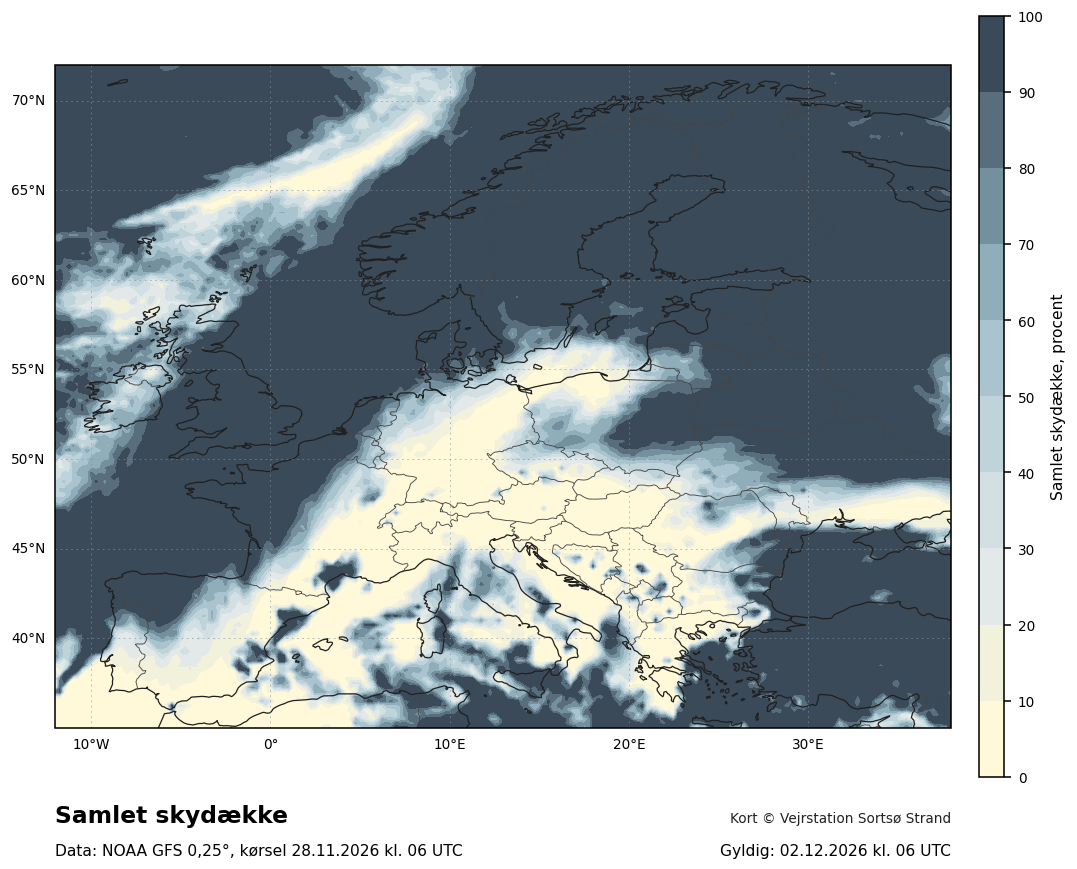 100
90
80
70
60
50
40
30
20
10
0
Samlet skydække, procent
70°N
65°N
60°N
55°N
50°N
45°N
40°N
10°W
0°
10°E
20°E
30°E
Samlet skydække
Kort © Vejrstation Sortsø Strand
Data: NOAA GFS 0,25°, kørsel 28.11.2026 kl. 06 UTC
Gyldig: 02.12.2026 kl. 06 UTC